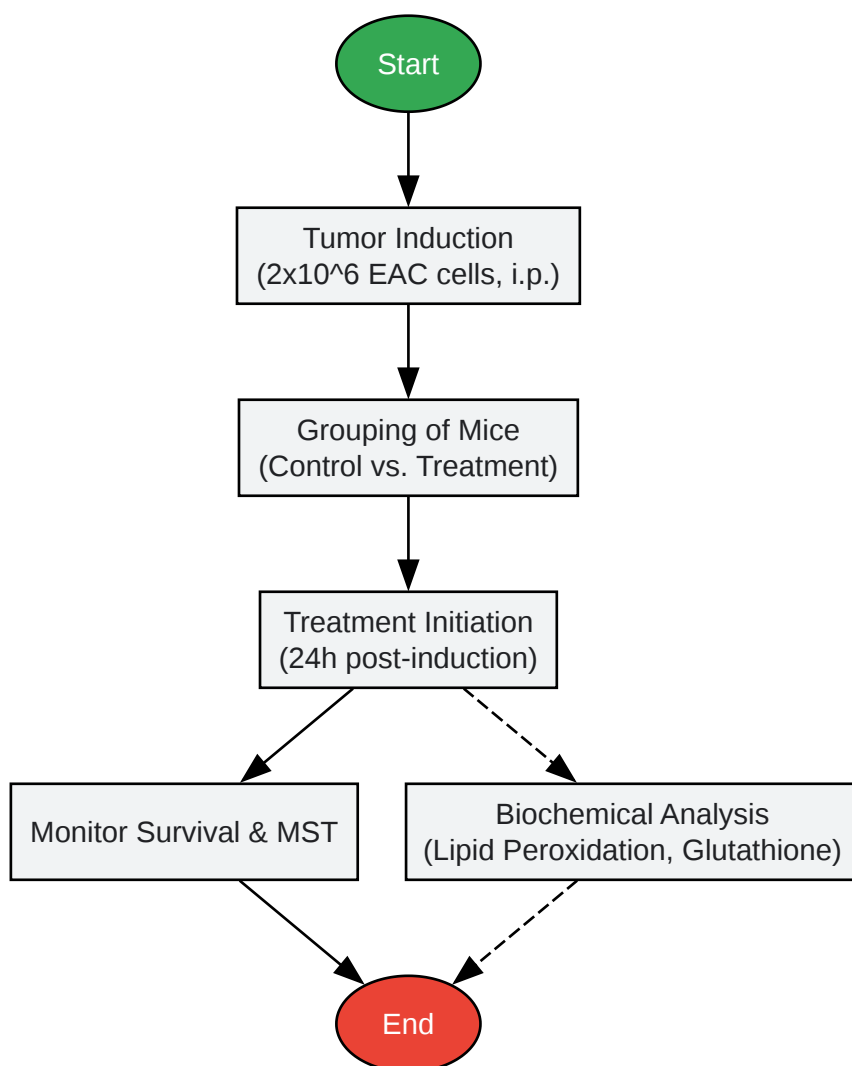 Start
Tumor Induction
(2x10^6 EAC cells, i.p.)
Grouping of Mice
(Control vs. Treatment)
Treatment Initiation
(24h post-induction)
Monitor Survival & MST
Biochemical Analysis
(Lipid Peroxidation, Glutathione)
End